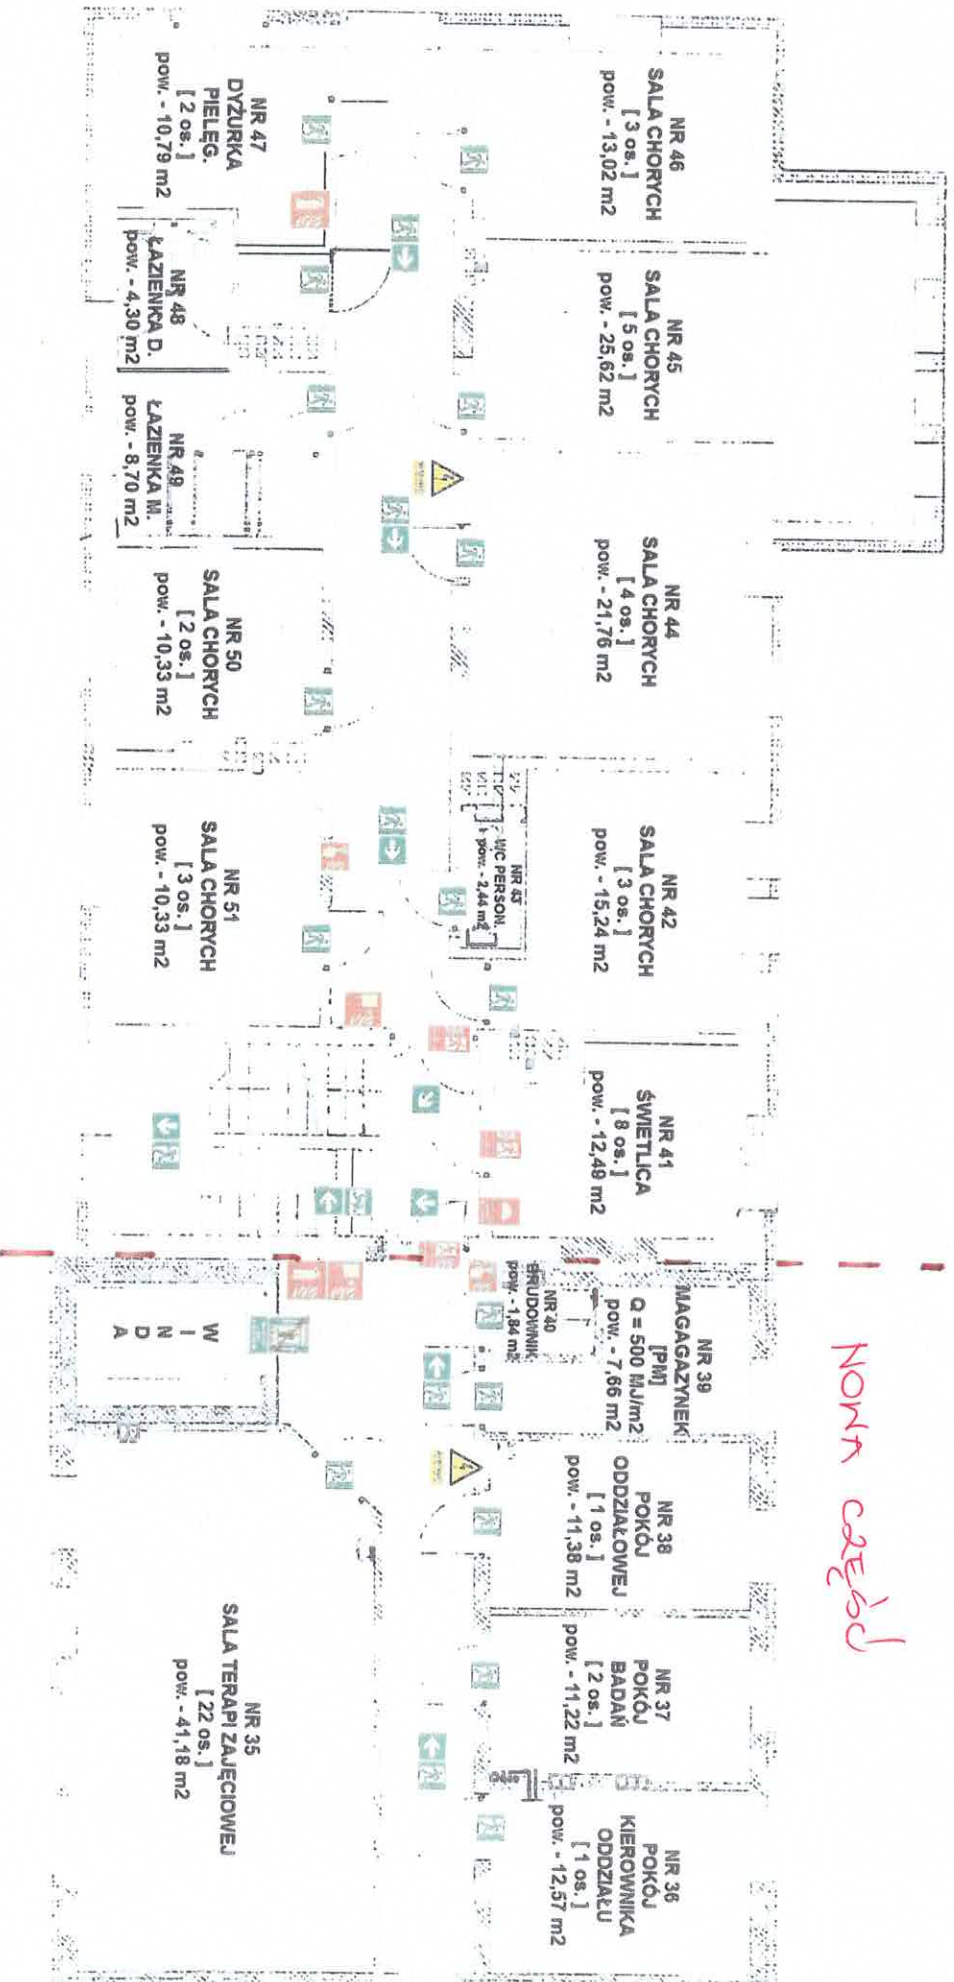 NR 46
SALA CHORYCH
[ 3 os. ]
pow. - 13,02 m2
NR 45
SALA CHORYCH
[ 5 os. ]
pow. - 25,62 m2
NR 44
SALA CHORYCH
[ 4 os. ]
pow. - 21,76 m2
NR 42
SALA CHORYCH
[ 3 os. ]
pow. - 15,24 m2
NR 43
WC PERSON.
pow. - 2,44 m2
NR 41
ŚWIETLICA
[ 8 os. ]
pow. - 12,49 m2
NR 39
MAGAGAZYNEK
[PM]
Q = 500 MJ/m2
pow. - 7,66 m2
NR 40
BRUDOWNIK
pow. - 1,84 m2
NR 38
POKÓJ
ODDZIAŁOWEJ
[ 1 os. ]
pow. - 11,38 m2
NR 37
POKÓJ
BADAŃ
[ 2 os. ]
pow. - 11,22 m2
NR 36
POKÓJ
KIEROWNIKA
ODDZIAŁU
[ 1 os. ]
pow. - 12,57 m2
NR 47
DYŻURKA
PIELĘG.
[ 2 os. ]
pow. - 10,79 m2
NR 48
ŁAZIENKA D.
pow. - 4,30 m2
NR 49
ŁAZIENKA M.
pow. - 8,70 m2
NR 50
SALA CHORYCH
[ 2 os. ]
pow. - 10,33 m2
NR 51
SALA CHORYCH
[ 3 os. ]
pow. - 10,33 m2
W
I
N
D
A
NR 35
SALA TERAPI ZAJĘCIOWEJ
[ 22 os. ]
pow. - 41,18 m2
NOWA CZĘŚĆ